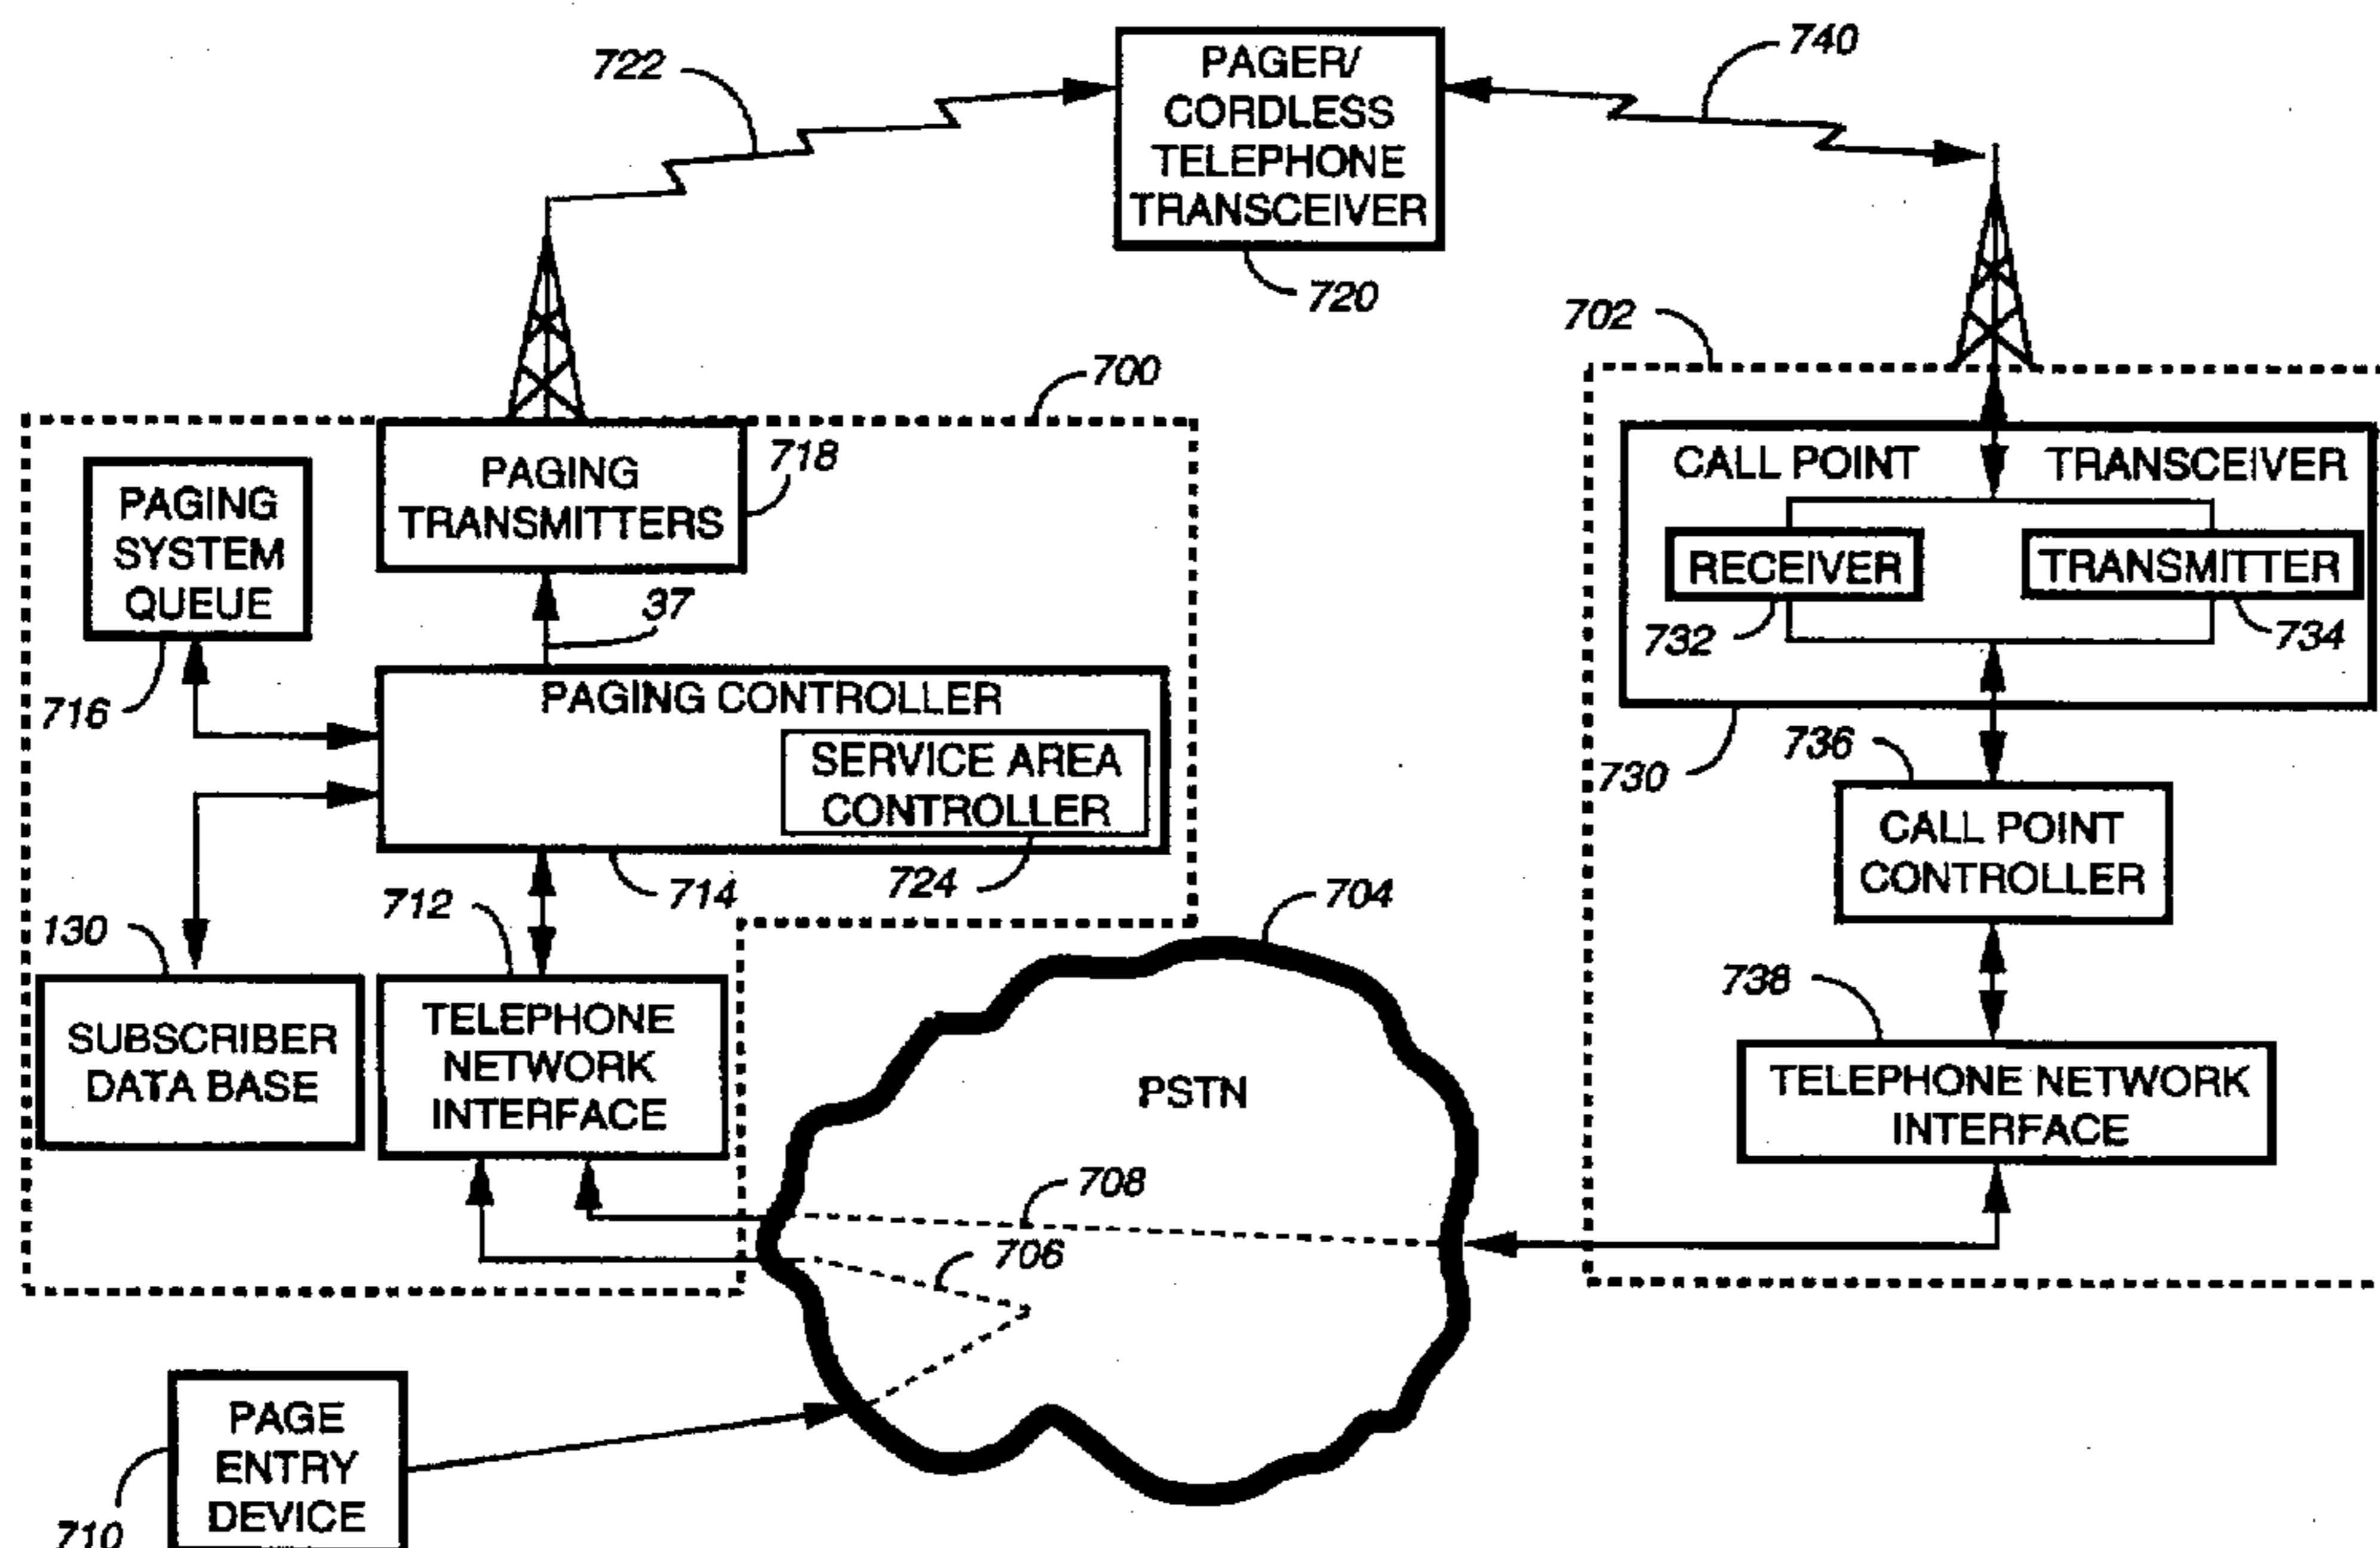 722
PAGER/
CORDLESS
TELEPHONE
TRANSCEIVER
740
720
702
700
PAGING
TRANSMITTERS
718
PAGING
SYSTEM
QUEUE
716
37
PAGING CONTROLLER
SERVICE AREA
CONTROLLER
714
724
712
130
SUBSCRIBER
DATA BASE
TELEPHONE
NETWORK
INTERFACE
704
PSTN
708
706
PAGE
ENTRY
DEVICE
710
CALL POINT TRANSCEIVER
RECEIVER
TRANSMITTER
732
734
730
736
CALL POINT
CONTROLLER
738
TELEPHONE NETWORK
INTERFACE